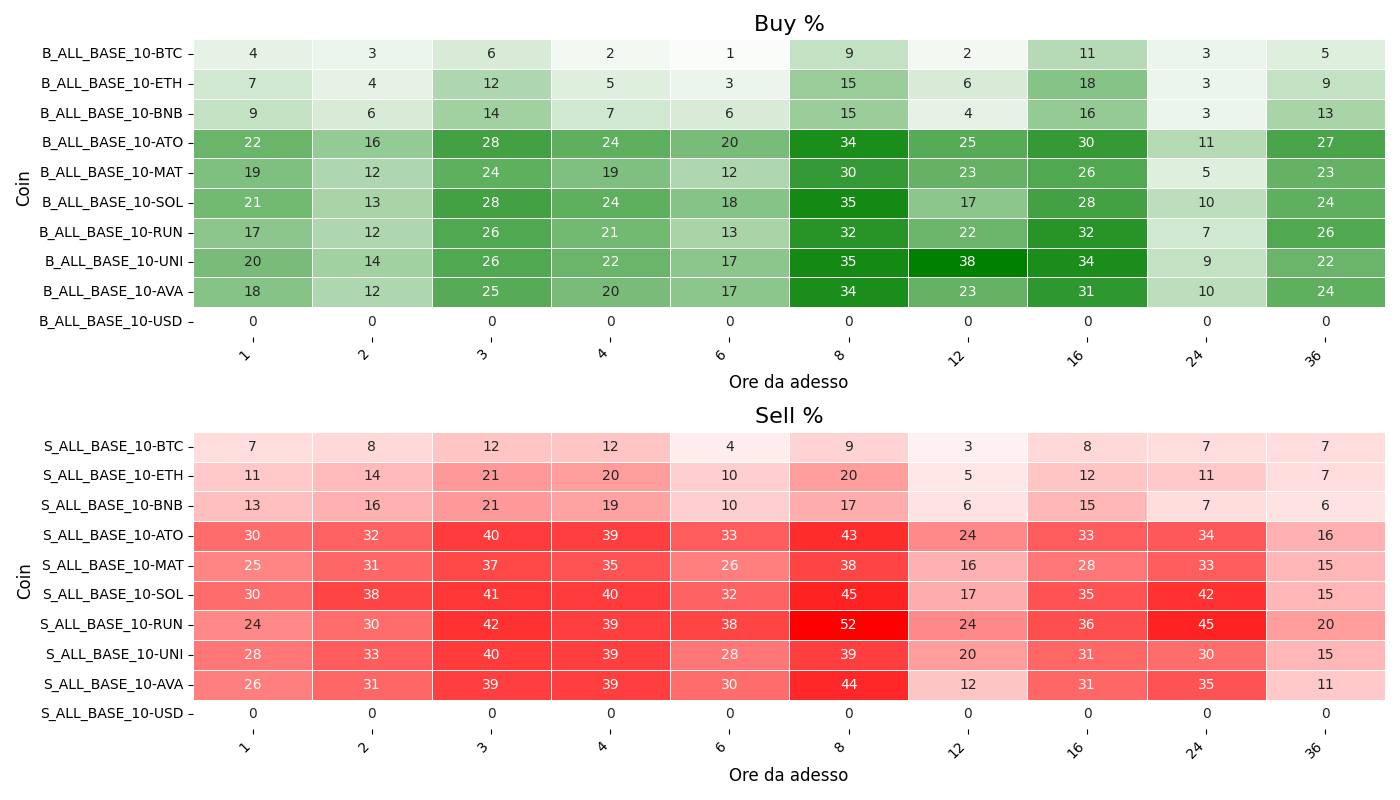 Buy %
Coin
B_ALL_BASE_10-BTC 4 3 6 2 1 9 2 11 3 5
B_ALL_BASE_10-ETH 7 4 12 5 3 15 6 18 3 9
B_ALL_BASE_10-BNB 9 6 14 7 6 15 4 16 3 13
B_ALL_BASE_10-ATO 22 16 28 24 20 34 25 30 11 27
B_ALL_BASE_10-MAT 19 12 24 19 12 30 23 26 5 23
B_ALL_BASE_10-SOL 21 13 28 24 18 35 17 28 10 24
B_ALL_BASE_10-RUN 17 12 26 21 13 32 22 32 7 26
B_ALL_BASE_10-UNI 20 14 26 22 17 35 38 34 9 22
B_ALL_BASE_10-AVA 18 12 25 20 17 34 23 31 10 24
B_ALL_BASE_10-USD 0 0 0 0 0 0 0 0 0 0
1 2 3 4 6 8 12 16 24 36
Ore da adesso
Sell %
Coin
S_ALL_BASE_10-BTC 7 8 12 12 4 9 3 8 7 7
S_ALL_BASE_10-ETH 11 14 21 20 10 20 5 12 11 7
S_ALL_BASE_10-BNB 13 16 21 19 10 17 6 15 7 6
S_ALL_BASE_10-ATO 30 32 40 39 33 43 24 33 34 16
S_ALL_BASE_10-MAT 25 31 37 35 26 38 16 28 33 15
S_ALL_BASE_10-SOL 30 38 41 40 32 45 17 35 42 15
S_ALL_BASE_10-RUN 24 30 42 39 38 52 24 36 45 20
S_ALL_BASE_10-UNI 28 33 40 39 28 39 20 31 30 15
S_ALL_BASE_10-AVA 26 31 39 39 30 44 12 31 35 11
S_ALL_BASE_10-USD 0 0 0 0 0 0 0 0 0 0
1 2 3 4 6 8 12 16 24 36
Ore da adesso